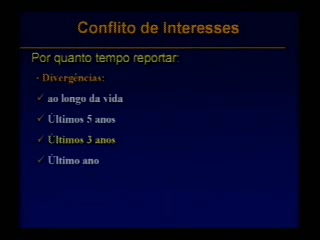 Conflito de Interesses
Por quanto tempo reportar:
- Divergências:
✓ ao longo da vida
✓ Últimos 5 anos
✓ Últimos 3 anos
✓ Último ano